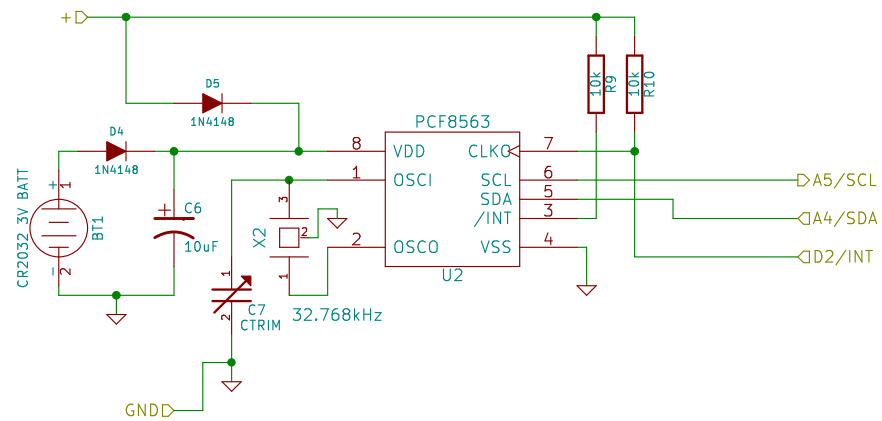 +
D5
1N4148
10k
R9
10k
R10
PCF8563
D4
1N4148
8
VDD
CLKO
7
1
OSCI
SCL
6
A5/SCL
SDA
5
/INT
3
A4/SDA
2
OSCO
VSS
4
D2/INT
U2
CR2032 3V BATT
+
1
BT1
2
-
+
C6
10uF
X2
3
2
1
32.768kHz
1
C7
2
CTRIM
GND